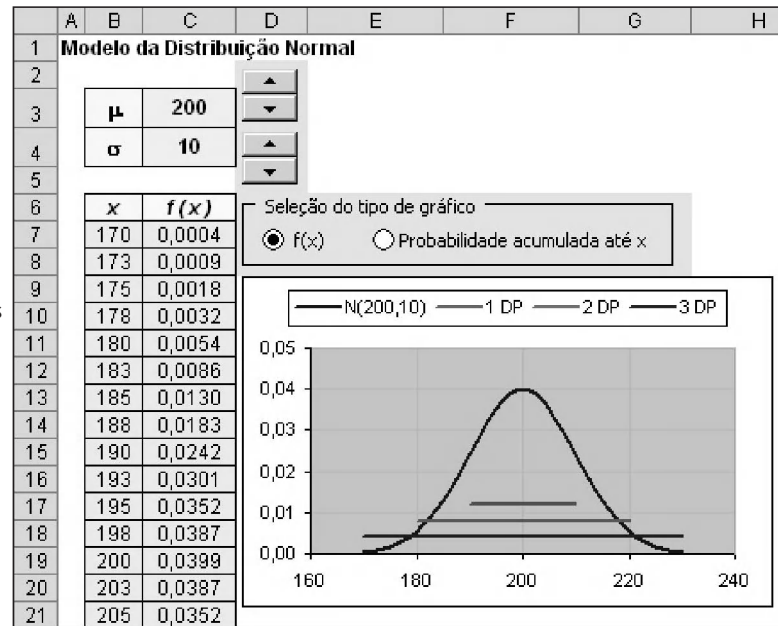 A B C D E F G H
1 Modelo da Distribuição Normal
2
3 μ 200
4 σ 10
5
6 x f(x) Seleção do tipo de gráfico
7 170 0,0004 f(x) Probabilidade acumulada até x
8 173 0,0009
9 175 0,0018
10 178 0,0032
11 180 0,0054
12 183 0,0086
13 185 0,0130
14 188 0,0183
15 190 0,0242
16 193 0,0301
17 195 0,0352
18 198 0,0387
19 200 0,0399
20 203 0,0387
21 205 0,0352
N(200,10) 1 DP 2 DP 3 DP
0,05
0,04
0,03
0,02
0,01
0,00
160 180 200 220 240